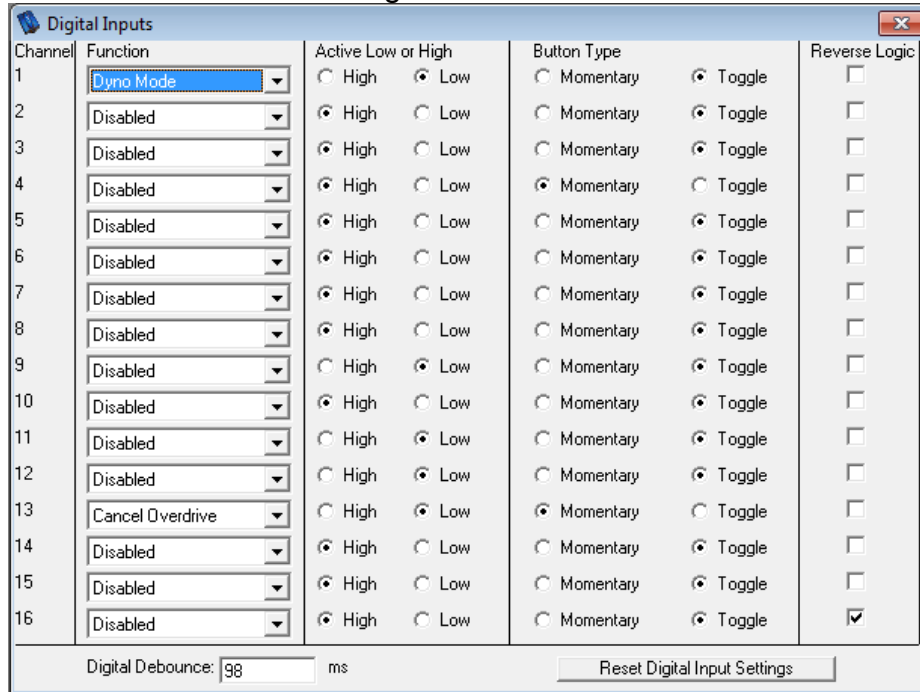 Digital Inputs
Channel Function Active Low or High Button Type Reverse Logic
1 Dyno Mode High Low Momentary Toggle
2 Disabled High Low Momentary Toggle
3 Disabled High Low Momentary Toggle
4 Disabled High Low Momentary Toggle
5 Disabled High Low Momentary Toggle
6 Disabled High Low Momentary Toggle
7 Disabled High Low Momentary Toggle
8 Disabled High Low Momentary Toggle
9 Disabled High Low Momentary Toggle
10 Disabled High Low Momentary Toggle
11 Disabled High Low Momentary Toggle
12 Disabled High Low Momentary Toggle
13 Cancel Overdrive High Low Momentary Toggle
14 Disabled High Low Momentary Toggle
15 Disabled High Low Momentary Toggle
16 Disabled High Low Momentary Toggle
Digital Debounce: 98 ms Reset Digital Input Settings